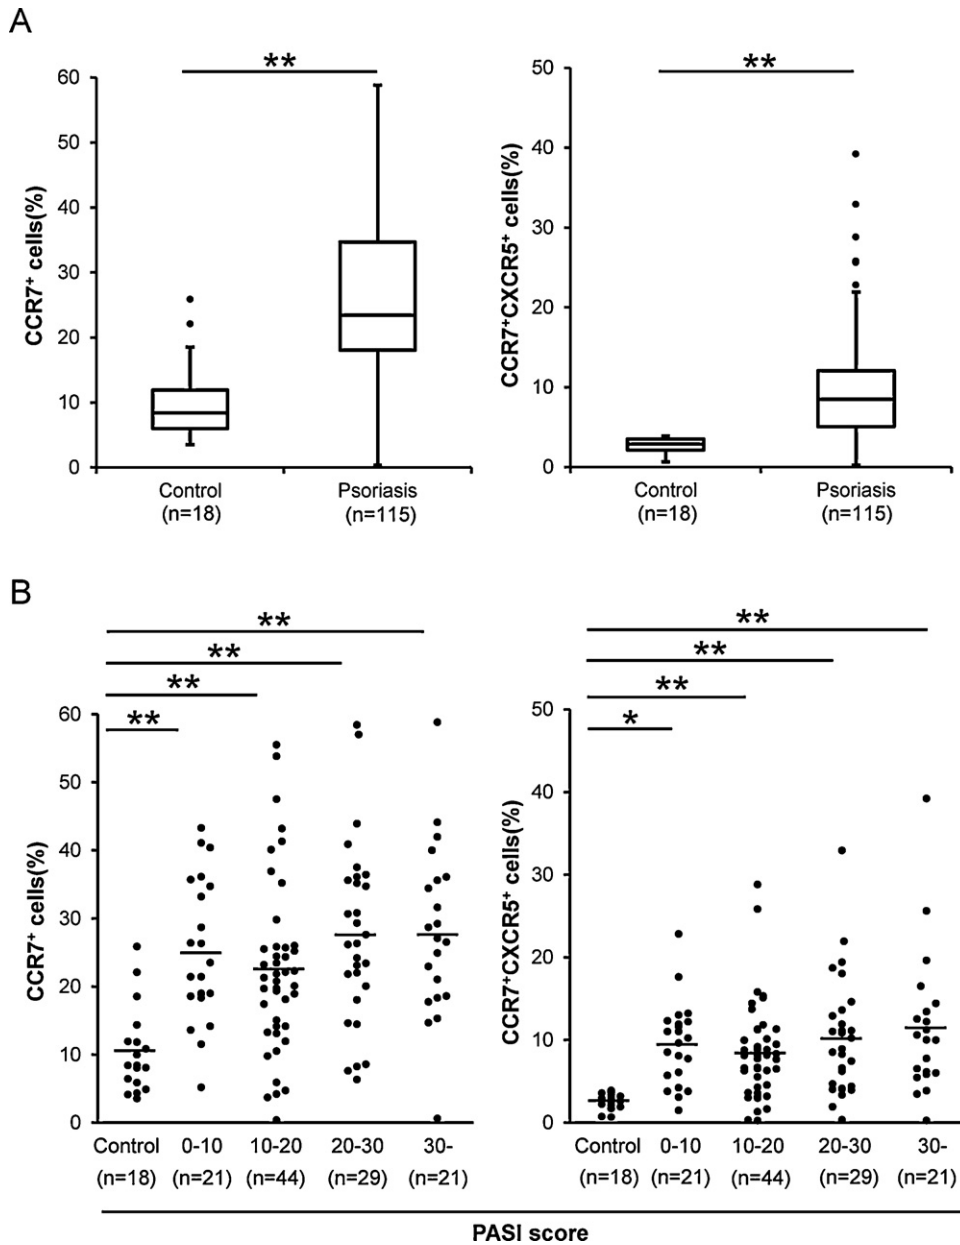 A
** **
60 50
50 40
40 30
30 20
20 10
10 0
0
CCR7⁺ cells(%)
CCR7⁺CXCR5⁺ cells(%)
Control Psoriasis Control Psoriasis
(n=18) (n=115) (n=18) (n=115)
B
** **
** **
** **
** *
60 50
50 40
40 30
30 20
20 10
10 0
0
CCR7⁺ cells(%)
CCR7⁺CXCR5⁺ cells(%)
Control 0-10 10-20 20-30 30- Control 0-10 10-20 20-30 30-
(n=18) (n=21) (n=44) (n=29) (n=21) (n=18) (n=21) (n=44) (n=29) (n=21)
PASI score